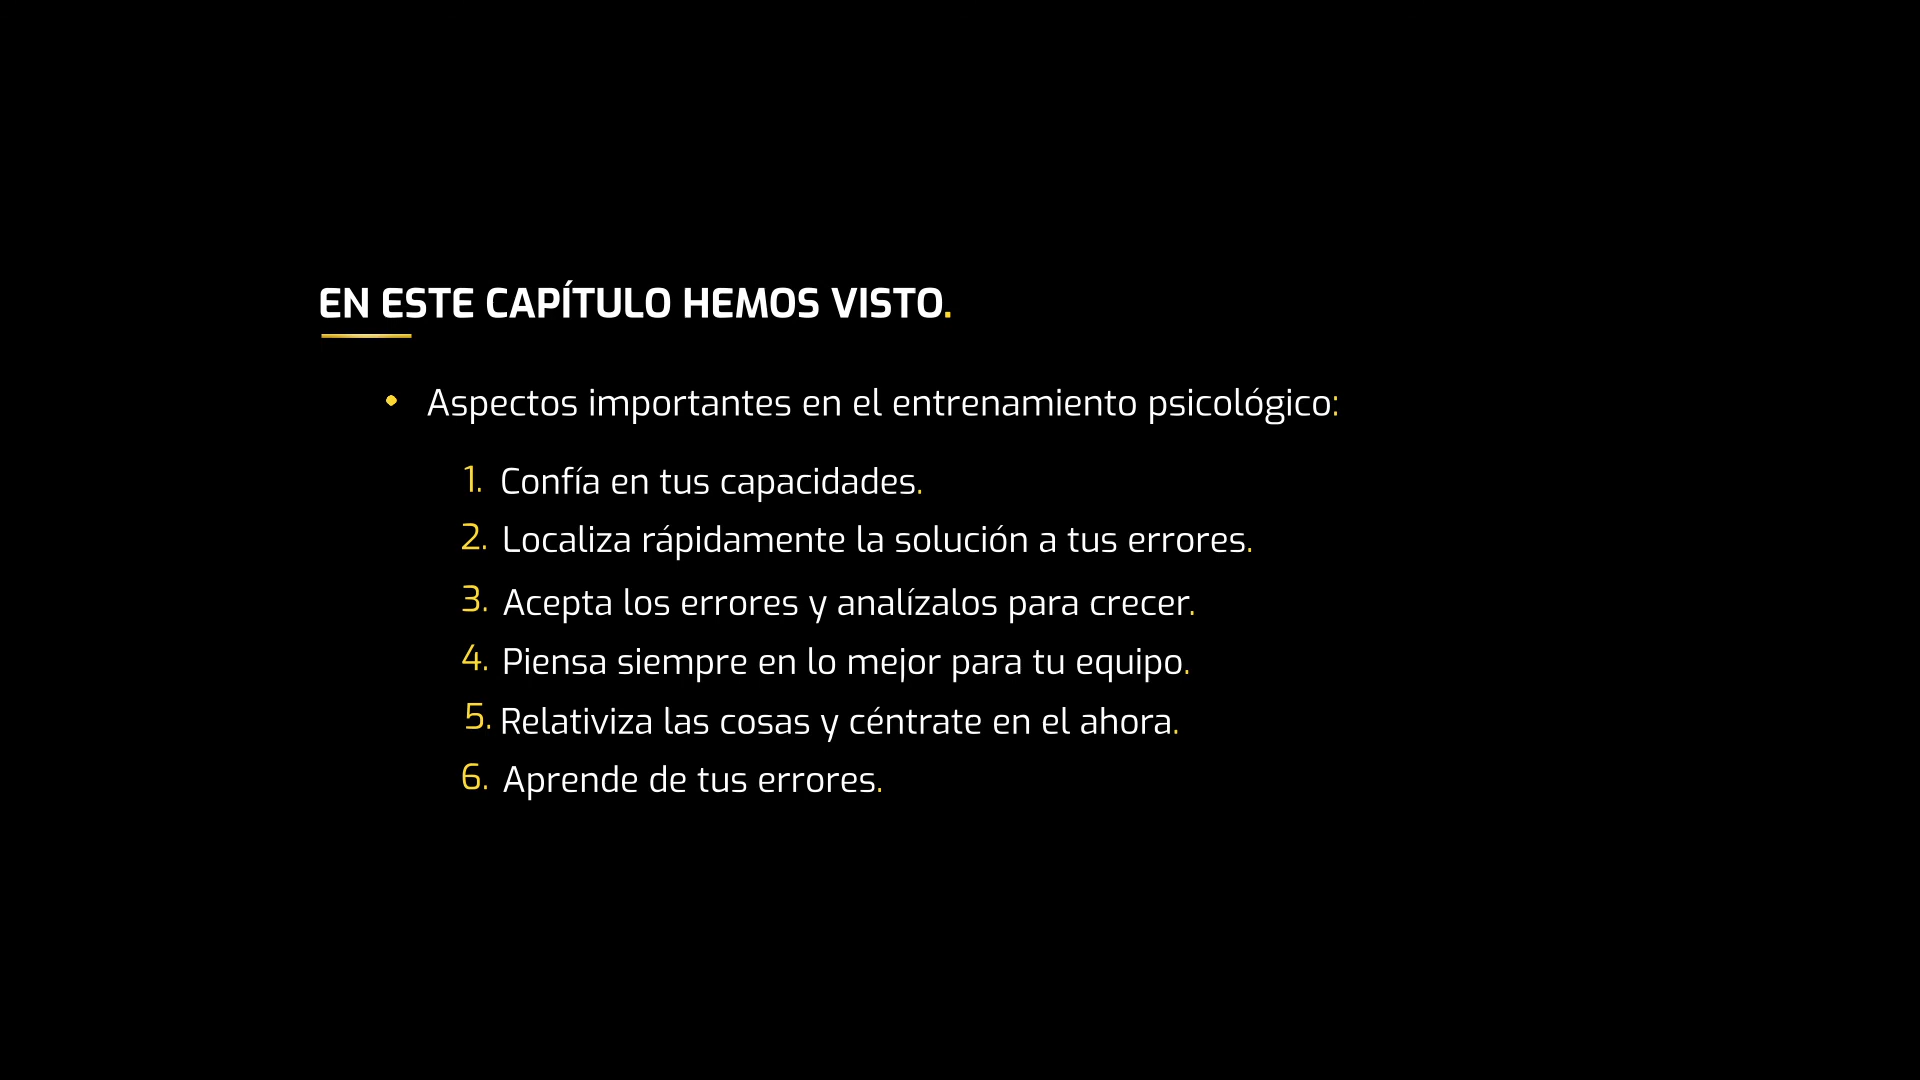 EN ESTE CAPÍTULO HEMOS VISTO.
• Aspectos importantes en el entrenamiento psicológico:
1. Confía en tus capacidades.
2. Localiza rápidamente la solución a tus errores.
3. Acepta los errores y analízalos para crecer.
4. Piensa siempre en lo mejor para tu equipo.
5. Relativiza las cosas y céntrate en el ahora.
6. Aprende de tus errores.